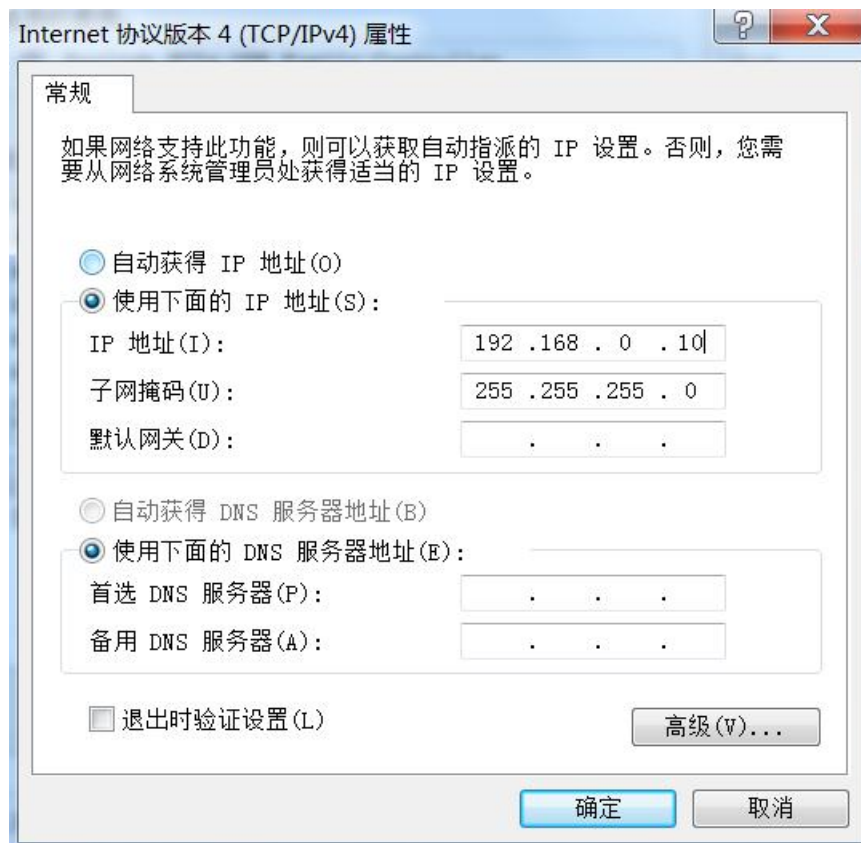 Internet 协议版本 4 (TCP/IPv4) 属性
常规
如果网络支持此功能，则可以获取自动指派的 IP 设置。否则，您需
要从网络系统管理员处获得适当的 IP 设置。
自动获得 IP 地址(O)
使用下面的 IP 地址(S):
IP 地址(I): 192 .168 . 0 . 10
子网掩码(U): 255 .255 .255 . 0
默认网关(D): . . .
自动获得 DNS 服务器地址(B)
使用下面的 DNS 服务器地址(E):
首选 DNS 服务器(P): . . .
备用 DNS 服务器(A): . . .
退出时验证设置(L)
高级(V)...
确定 取消